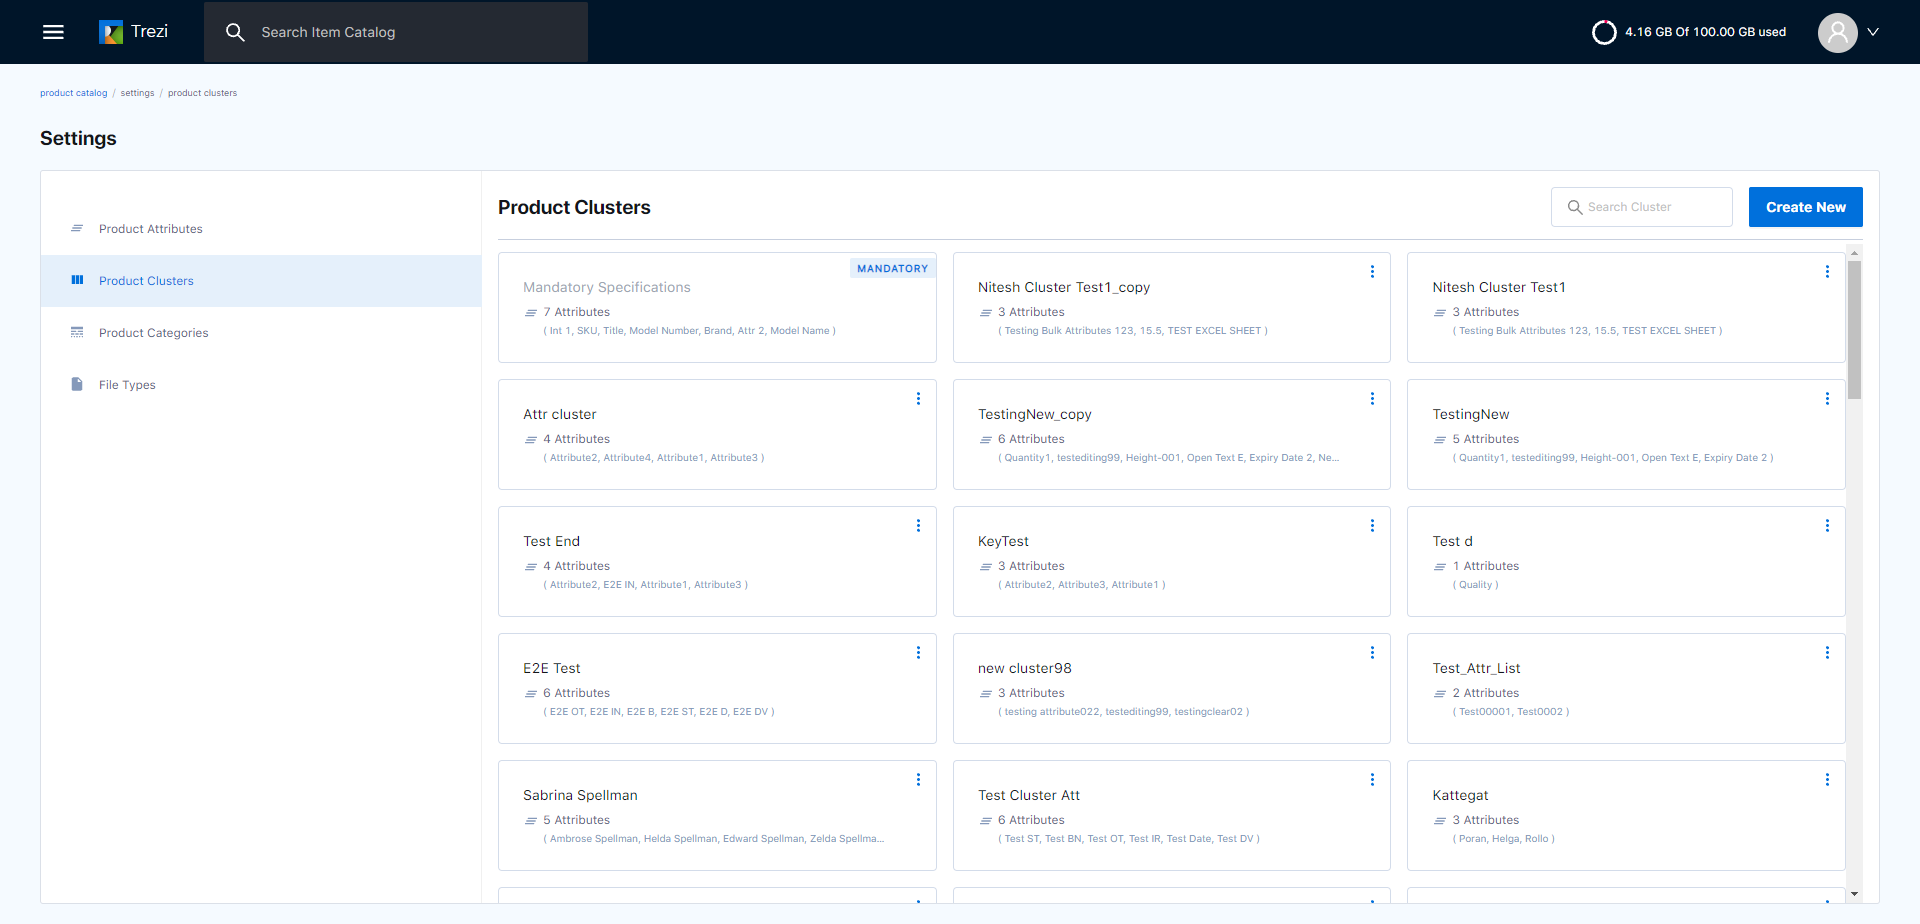 Trezi
Search Item Catalog
4.16 GB Of 100.00 GB used
product catalog / settings / product clusters
Settings
Product Attributes
Product Clusters
Product Categories
File Types
Product Clusters
Search Cluster
Create New
MANDATORY
Mandatory Specifications
7 Attributes
( Int 1, SKU, Title, Model Number, Brand, Attr 2, Model Name )
Nitesh Cluster Test1_copy
3 Attributes
( Testing Bulk Attributes 123, 15.5, TEST EXCEL SHEET )
Nitesh Cluster Test1
3 Attributes
( Testing Bulk Attributes 123, 15.5, TEST EXCEL SHEET )
Attr cluster
4 Attributes
( Attribute2, Attribute4, Attribute1, Attribute3 )
TestingNew_copy
6 Attributes
( Quantity1, testediting99, Height-001, Open Text E, Expiry Date 2, Ne...
TestingNew
5 Attributes
( Quantity1, testediting99, Height-001, Open Text E, Expiry Date 2 )
Test End
4 Attributes
( Attribute2, E2E IN, Attribute1, Attribute3 )
KeyTest
3 Attributes
( Attribute2, Attribute3, Attribute1 )
Test d
1 Attributes
( Quality )
E2E Test
6 Attributes
( E2E OT, E2E IN, E2E B, E2E ST, E2E D, E2E DV )
new cluster98
3 Attributes
( testing attribute022, testediting99, testingclear02 )
Test_Attr_List
2 Attributes
( Test00001, Test0002 )
Sabrina Spellman
5 Attributes
( Ambrose Spellman, Helda Spellman, Edward Spellman, Zelda Spellma...
Test Cluster Att
6 Attributes
( Test ST, Test BN, Test OT, Test IR, Test Date, Test DV )
Kattegat
3 Attributes
( Poran, Helga, Rollo )